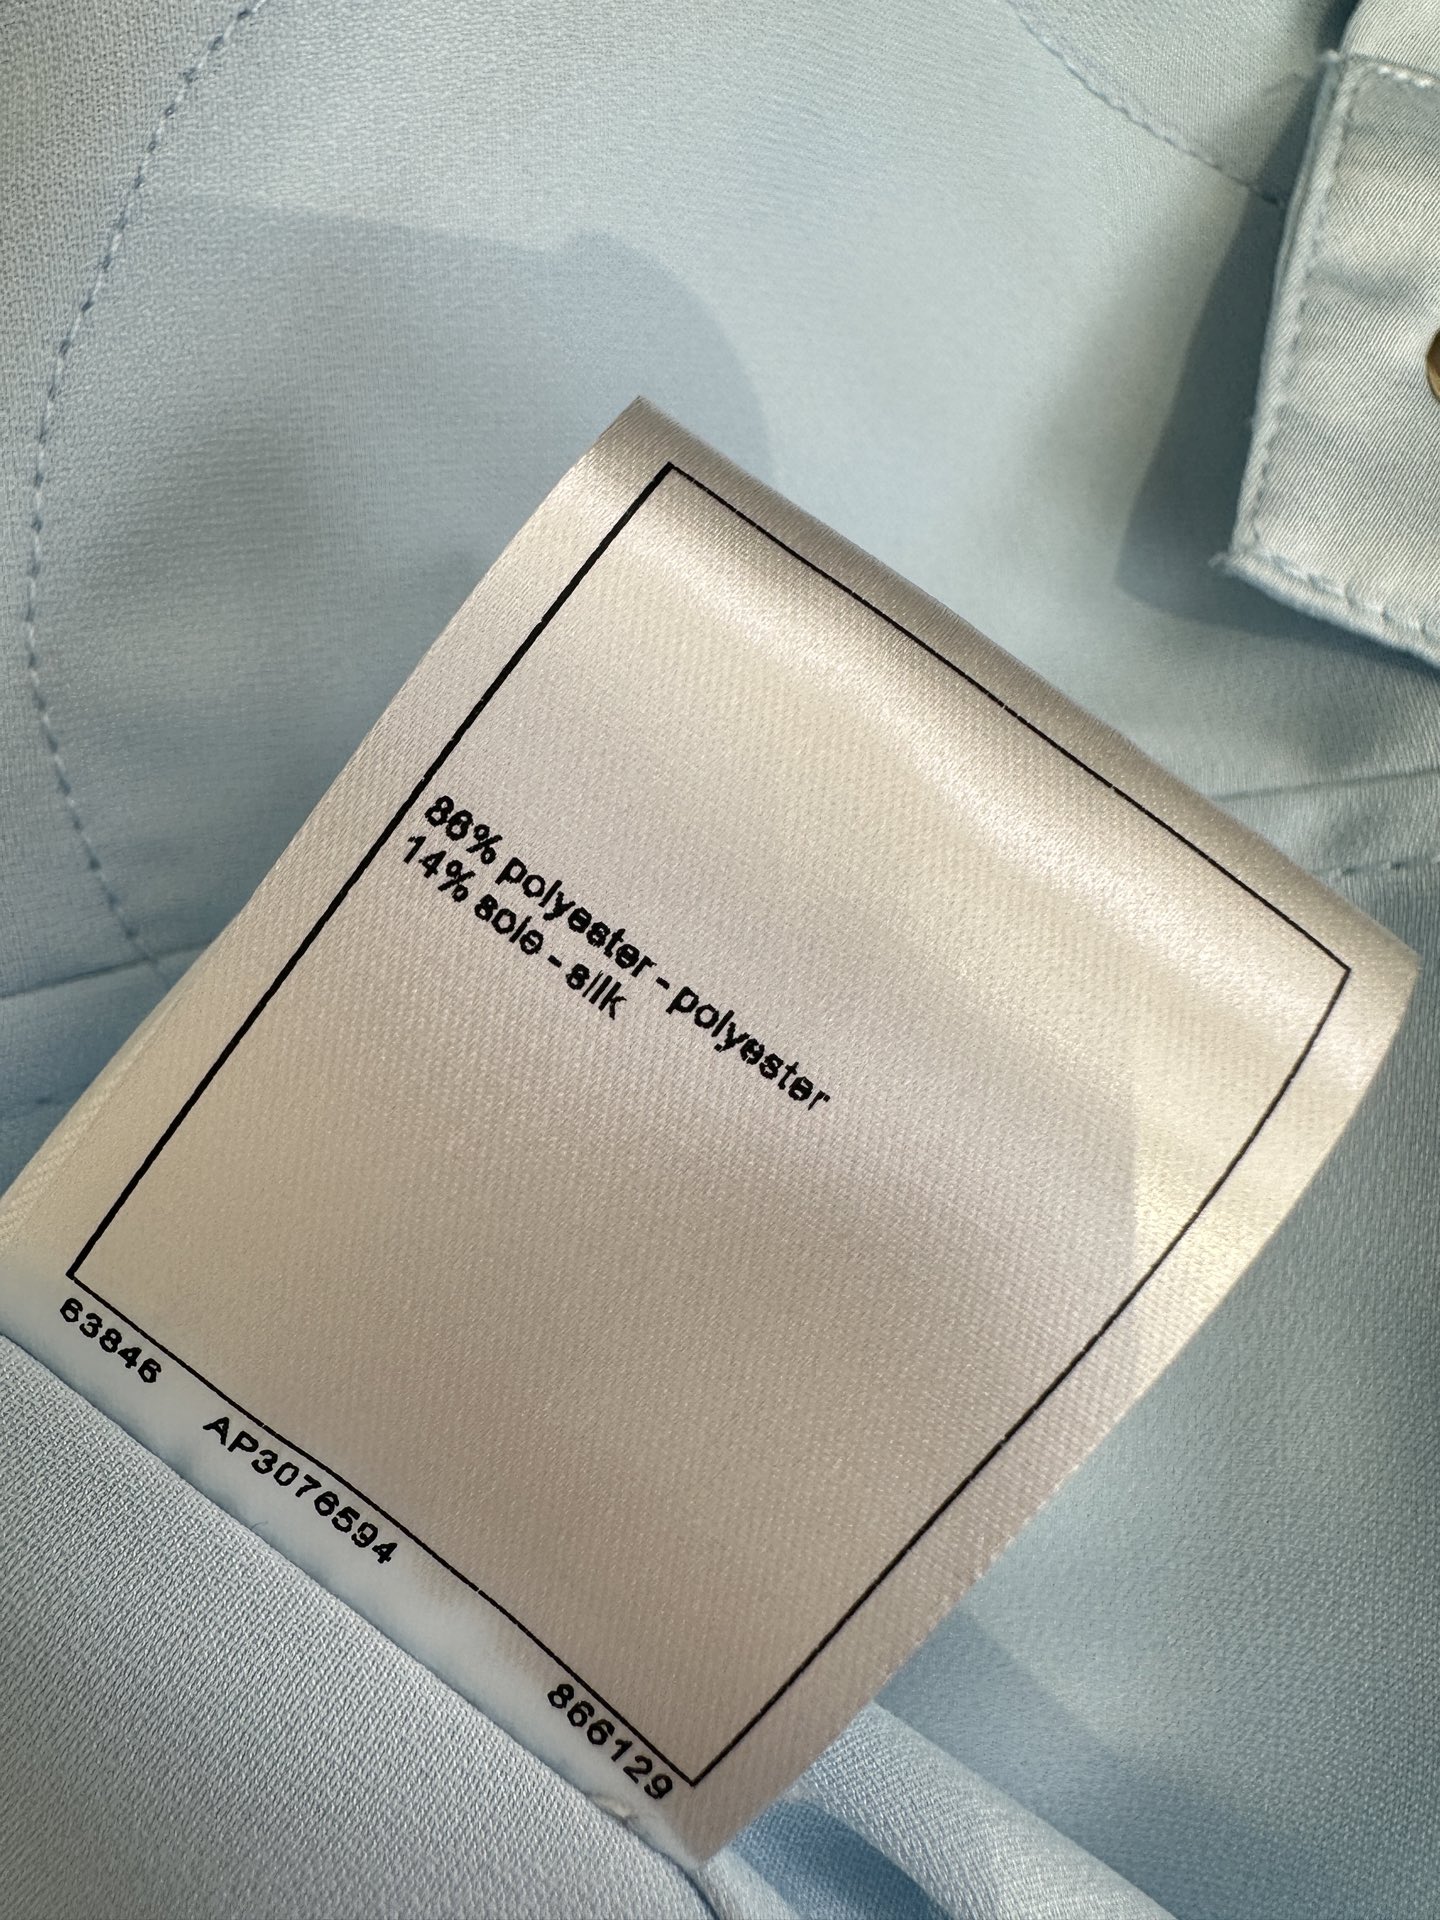 86% polyester - polyester
14% soie - silk
63846 AP3076594 866129